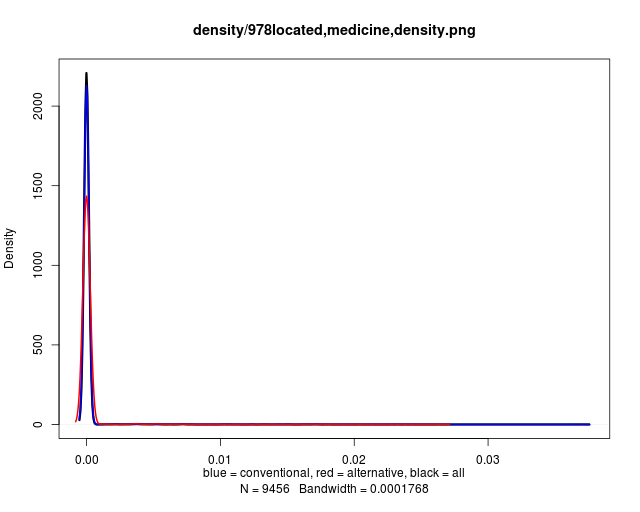 density/978located,medicine,density.png
Density
2000
1500
1000
500
0
0.00 0.01 0.02 0.03
blue = conventional, red = alternative, black = all
N = 9456 Bandwidth = 0.0001768